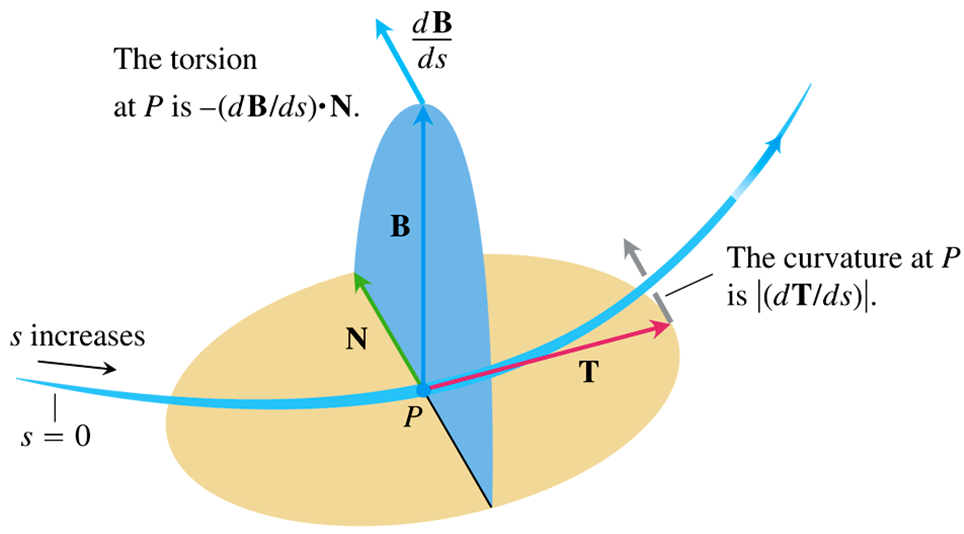 dB
ds
The torsion
at P is –(dB/ds)•N.
B
The curvature at P
is |(dT/ds)|.
s increases
N
T
P
s = 0